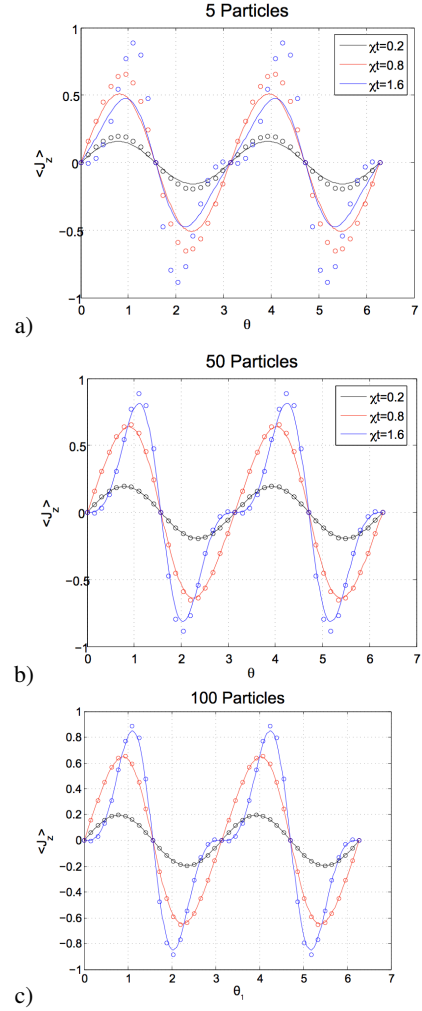 5 Particles
1
0.5
0
−0.5
−1
0 1 2 3 4 5 6 7
<J_z>
θ
χt=0.2
χt=0.8
χt=1.6
a)
50 Particles
1
0.5
0
−0.5
−1
0 1 2 3 4 5 6 7
<J_z>
θ
χt=0.2
χt=0.8
χt=1.6
b)
100 Particles
1
0.8
0.6
0.4
0.2
0
−0.2
−0.4
−0.6
−0.8
−1
0 1 2 3 4 5 6 7
<J_z>
θ_1
c)